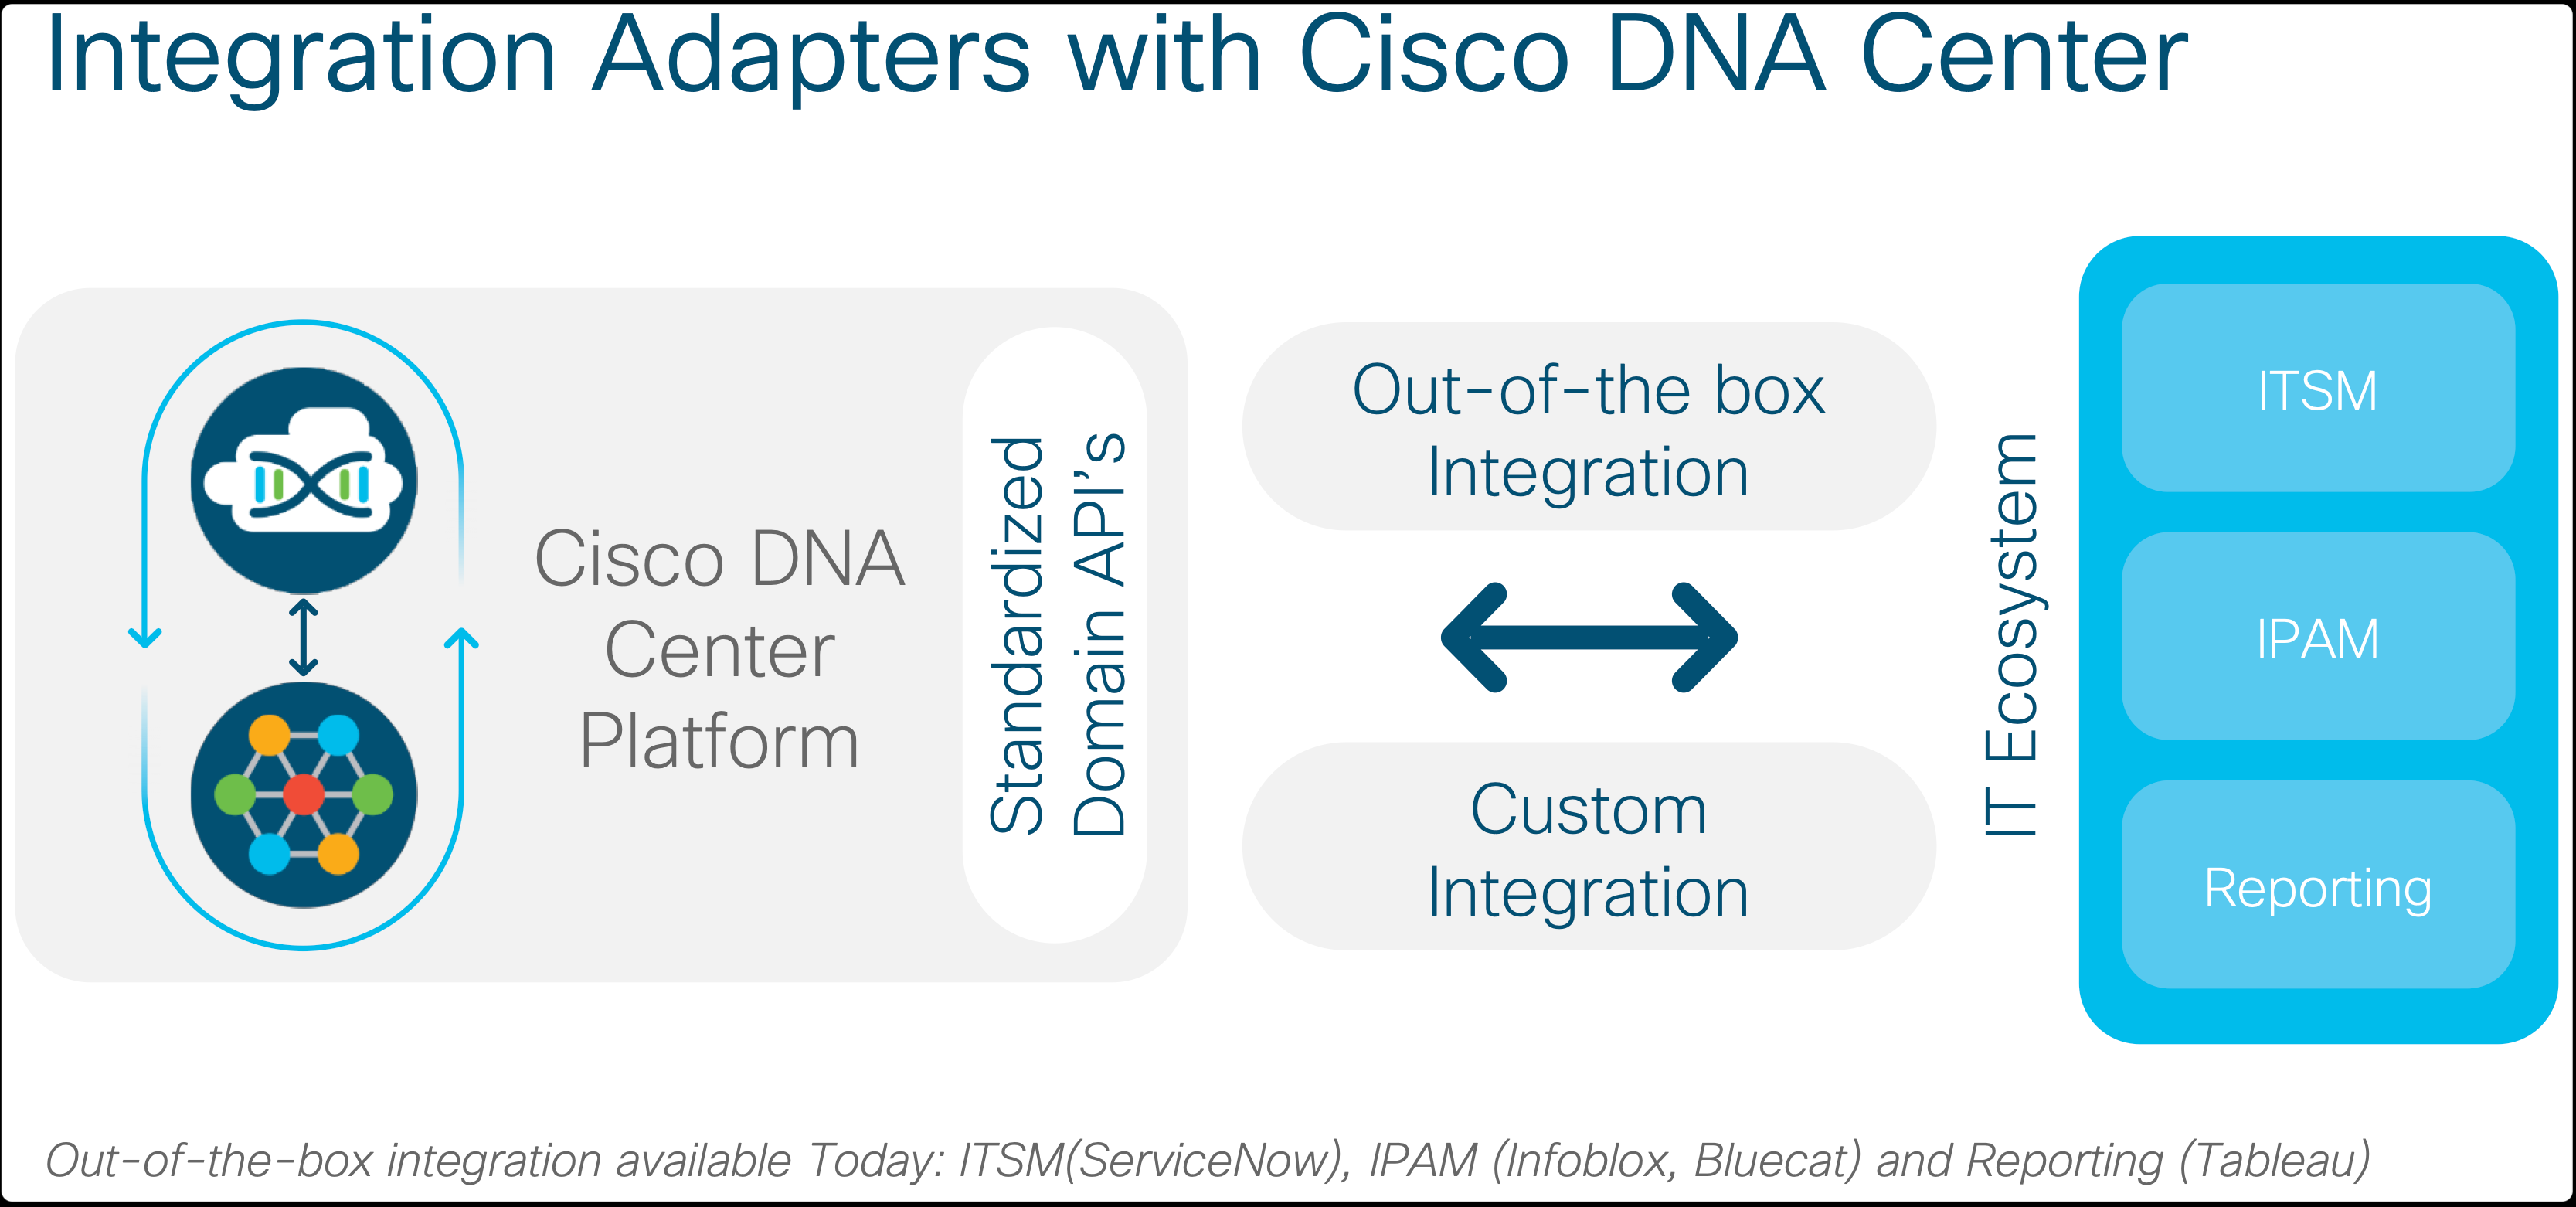 Integration Adapters with Cisco DNA Center
Cisco DNA
Center
Platform
Standardized
Domain API's
Out-of-the box
Integration
Custom
Integration
IT Ecosystem
ITSM
IPAM
Reporting
Out-of-the-box integration available Today: ITSM(ServiceNow), IPAM (Infoblox, Bluecat) and Reporting (Tableau)